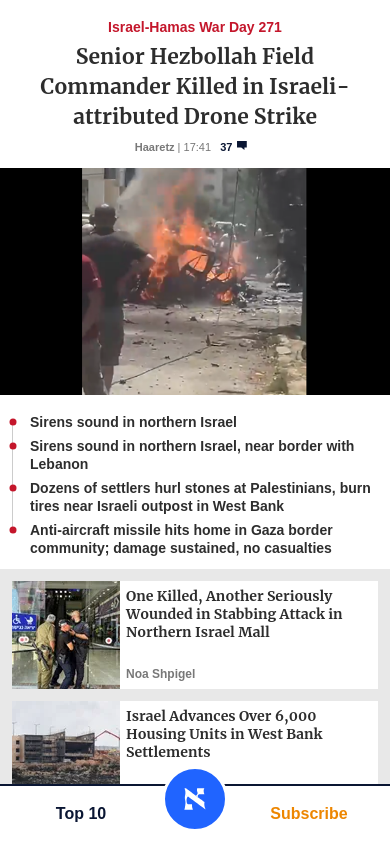 Israel-Hamas War Day 271
Senior Hezbollah Field
Commander Killed in Israeli-
attributed Drone Strike
Haaretz | 17:41 37
Sirens sound in northern Israel
Sirens sound in northern Israel, near border with
Lebanon
Dozens of settlers hurl stones at Palestinians, burn
tires near Israeli outpost in West Bank
Anti-aircraft missile hits home in Gaza border
community; damage sustained, no casualties
One Killed, Another Seriously
Wounded in Stabbing Attack in
Northern Israel Mall
Noa Shpigel
Israel Advances Over 6,000
Housing Units in West Bank
Settlements
Top 10
א
Subscribe